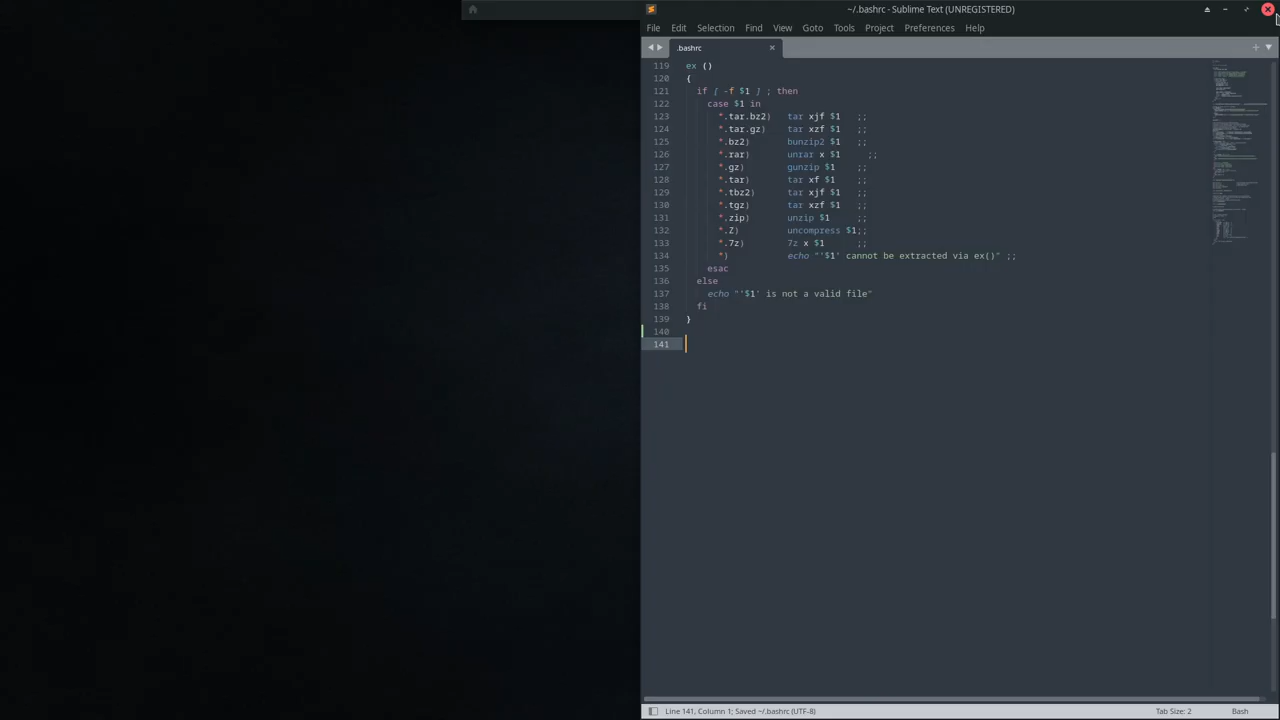 ~/.bashrc - Sublime Text (UNREGISTERED)
File Edit Selection Find View Goto Tools Project Preferences Help
.bashrc
119 ex ()
120 {
121 if [ -f $1 ] ; then
122 case $1 in
123 *.tar.bz2) tar xjf $1 ;;
124 *.tar.gz) tar xzf $1 ;;
125 *.bz2) bunzip2 $1 ;;
126 *.rar) unrar x $1 ;;
127 *.gz) gunzip $1 ;;
128 *.tar) tar xf $1 ;;
129 *.tbz2) tar xjf $1 ;;
130 *.tgz) tar xzf $1 ;;
131 *.zip) unzip $1 ;;
132 *.Z) uncompress $1;;
133 *.7z) 7z x $1 ;;
134 *) echo "'$1' cannot be extracted via ex()" ;;
135 esac
136 else
137 echo "'$1' is not a valid file"
138 fi
139 }
140
141
Line 141, Column 1; Saved ~/.bashrc (UTF-8) Tab Size: 2 Bash